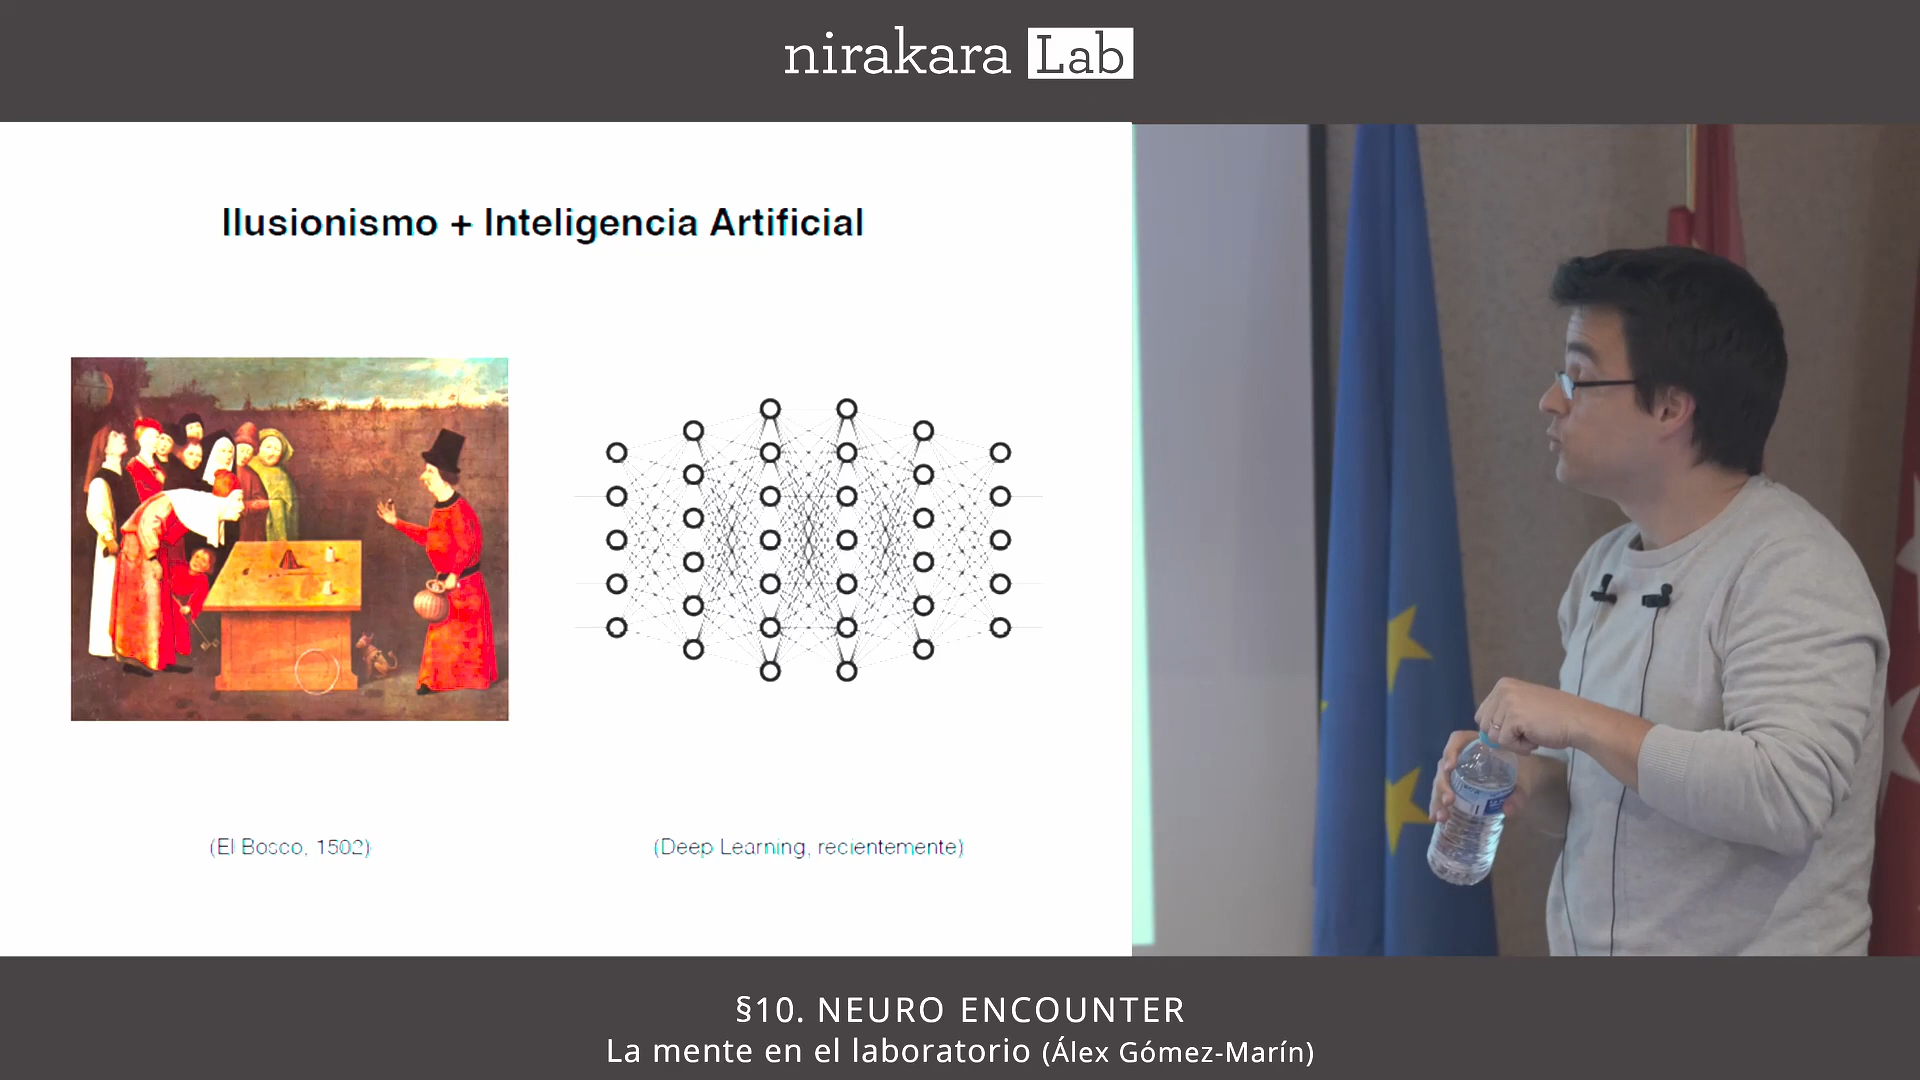 nirakara Lab
Ilusionismo + Inteligencia Artificial
(El Bosco, 1502)
(Deep Learning, recientemente)
§10. NEURO ENCOUNTER
La mente en el laboratorio (Álex Gómez-Marín)